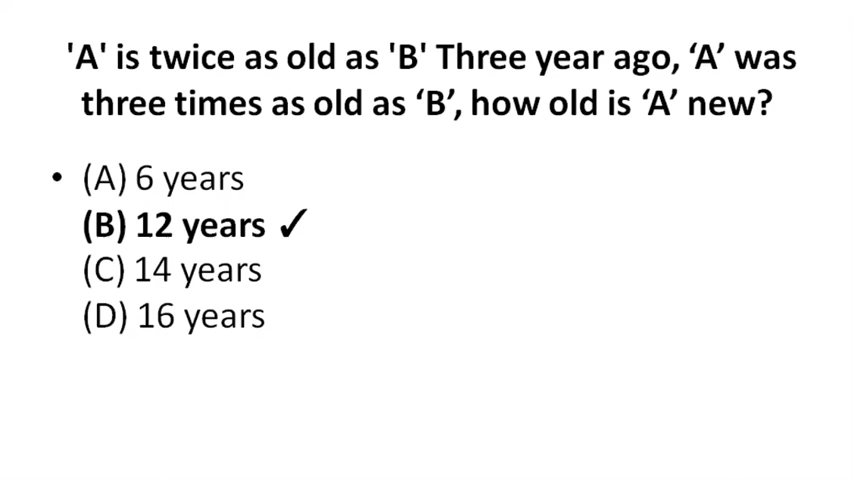 'A' is twice as old as 'B' Three year ago, ‘A’ was
three times as old as ‘B’, how old is ‘A’ new?
• (A) 6 years
(B) 12 years ✓
(C) 14 years
(D) 16 years